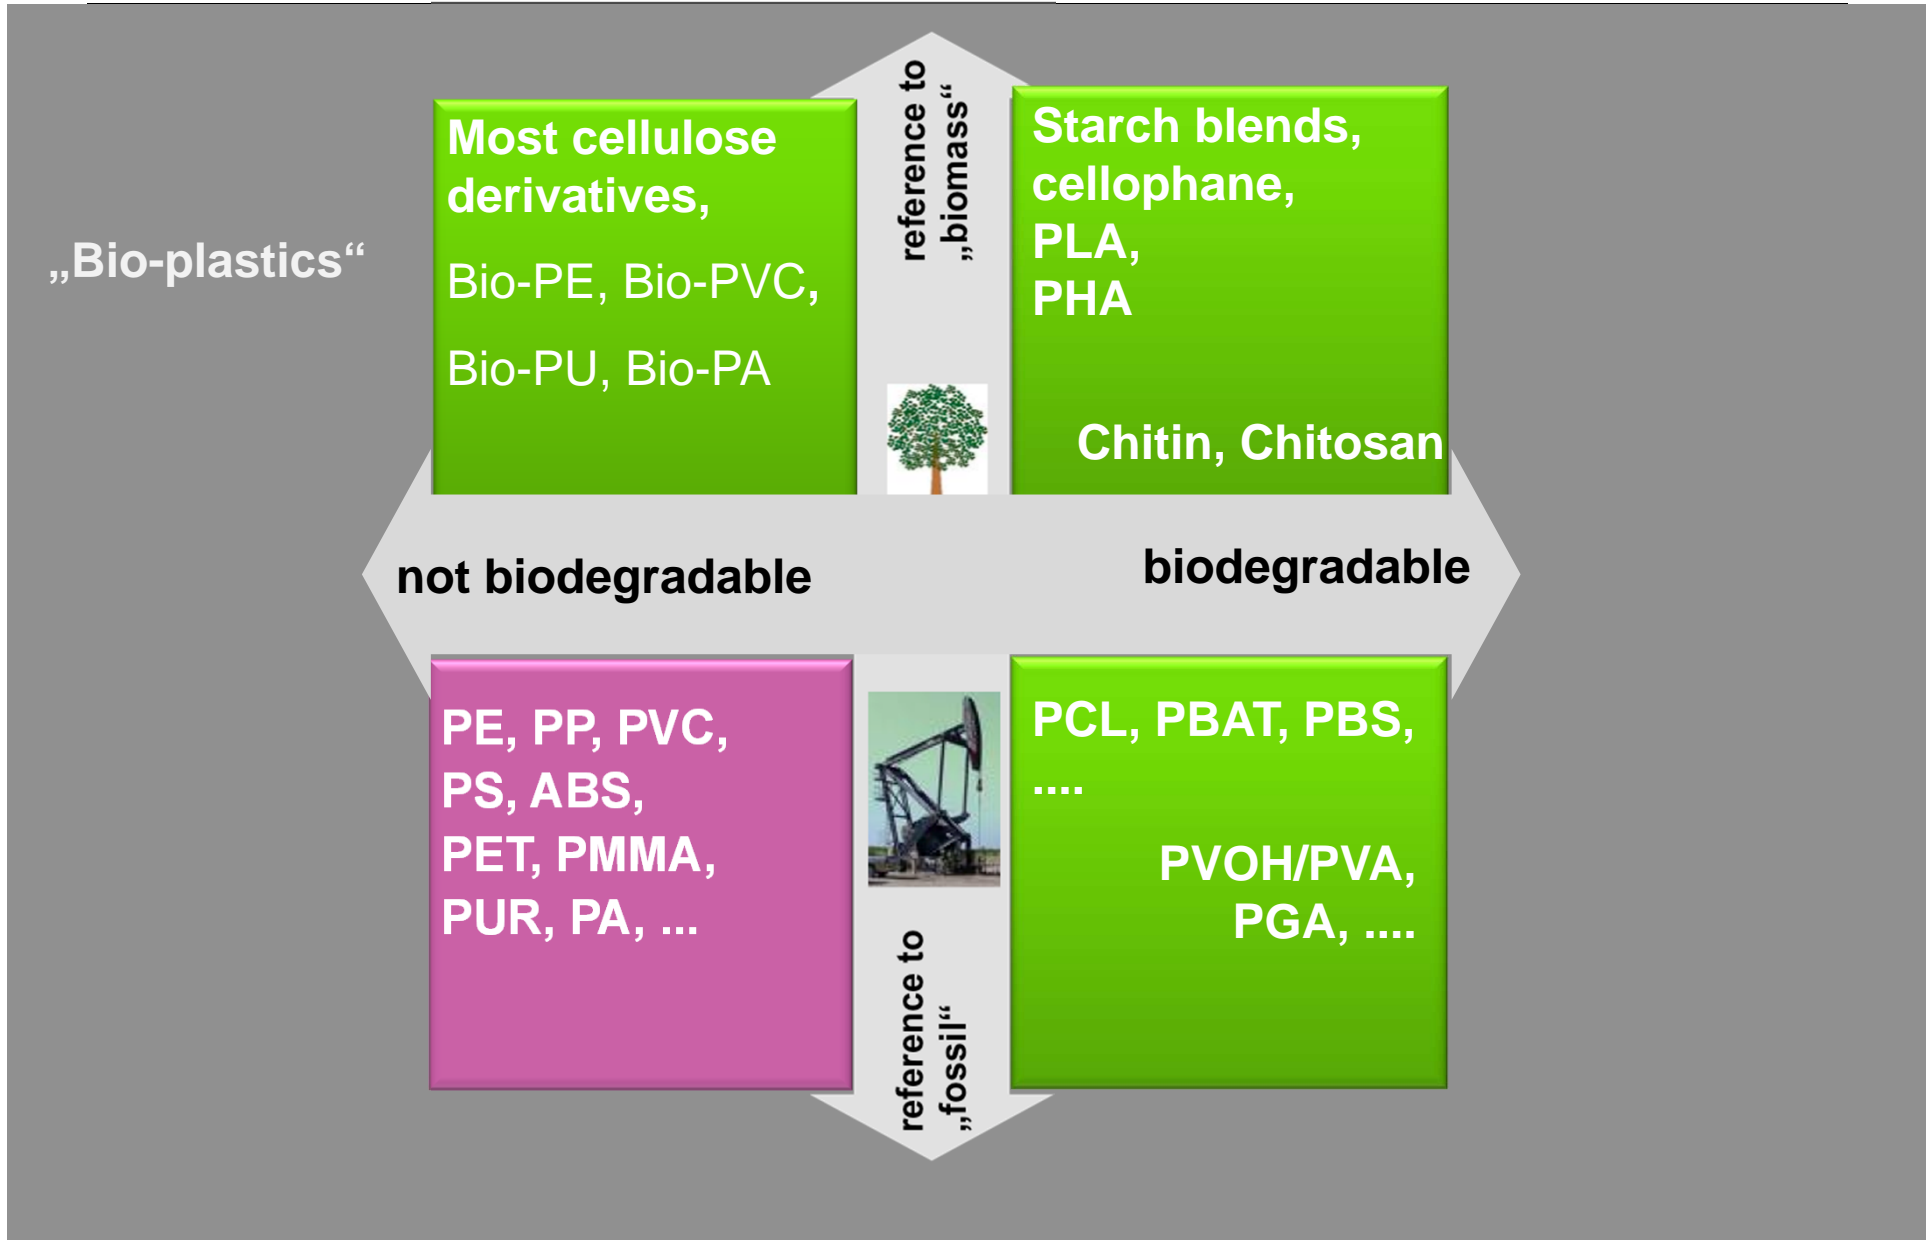 „Bio-plastics“
Most cellulose
derivatives,
Bio-PE, Bio-PVC,
Bio-PU, Bio-PA
reference to
„biomass“
Starch blends,
cellophane,
PLA,
PHA
Chitin, Chitosan
not biodegradable
biodegradable
PE, PP, PVC,
PS, ABS,
PET, PMMA,
PUR, PA, ...
reference to
„fossil“
PCL, PBAT, PBS,
....
PVOH/PVA,
PGA, ....